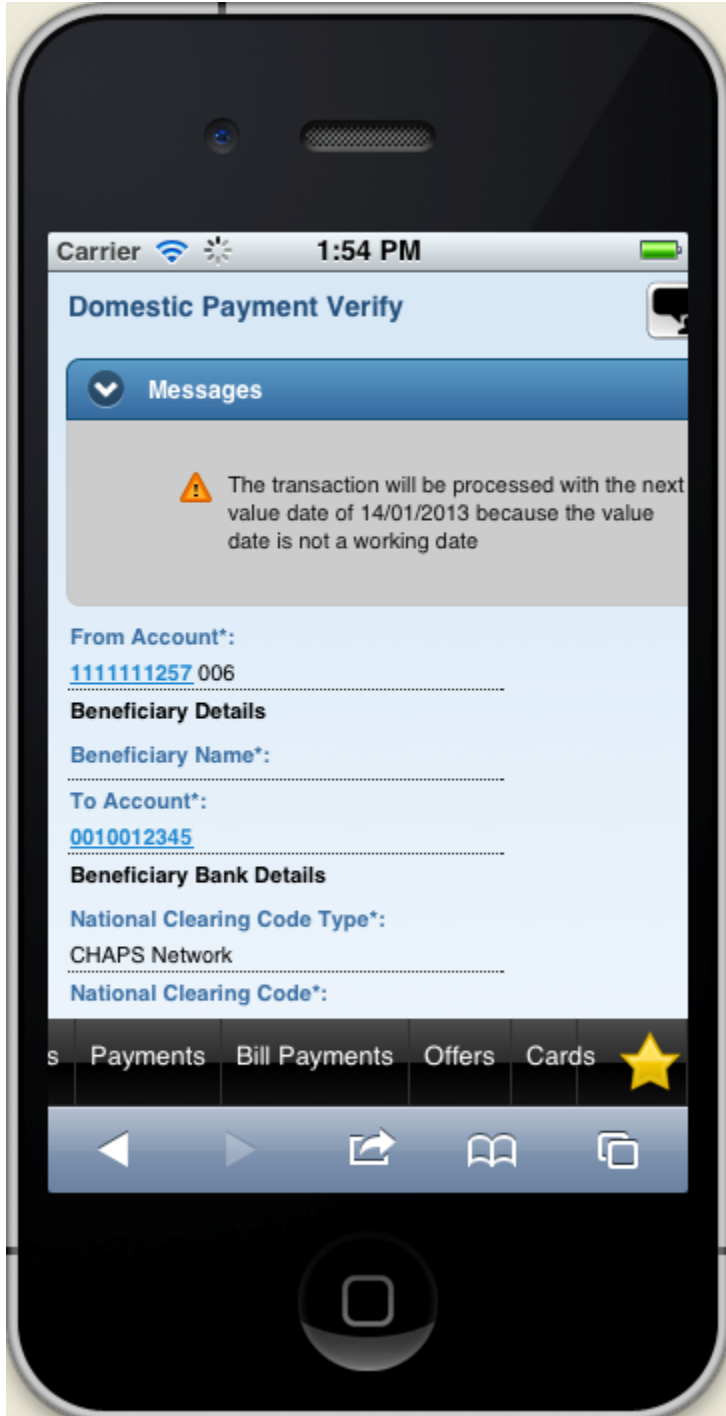 Carrier 1:54 PM
Domestic Payment Verify
Messages
The transaction will be processed with the next
value date of 14/01/2013 because the value
date is not a working date
From Account*:
1111111257 006
Beneficiary Details
Beneficiary Name*:
To Account*:
0010012345
Beneficiary Bank Details
National Clearing Code Type*:
CHAPS Network
National Clearing Code*:
s Payments Bill Payments Offers Cards